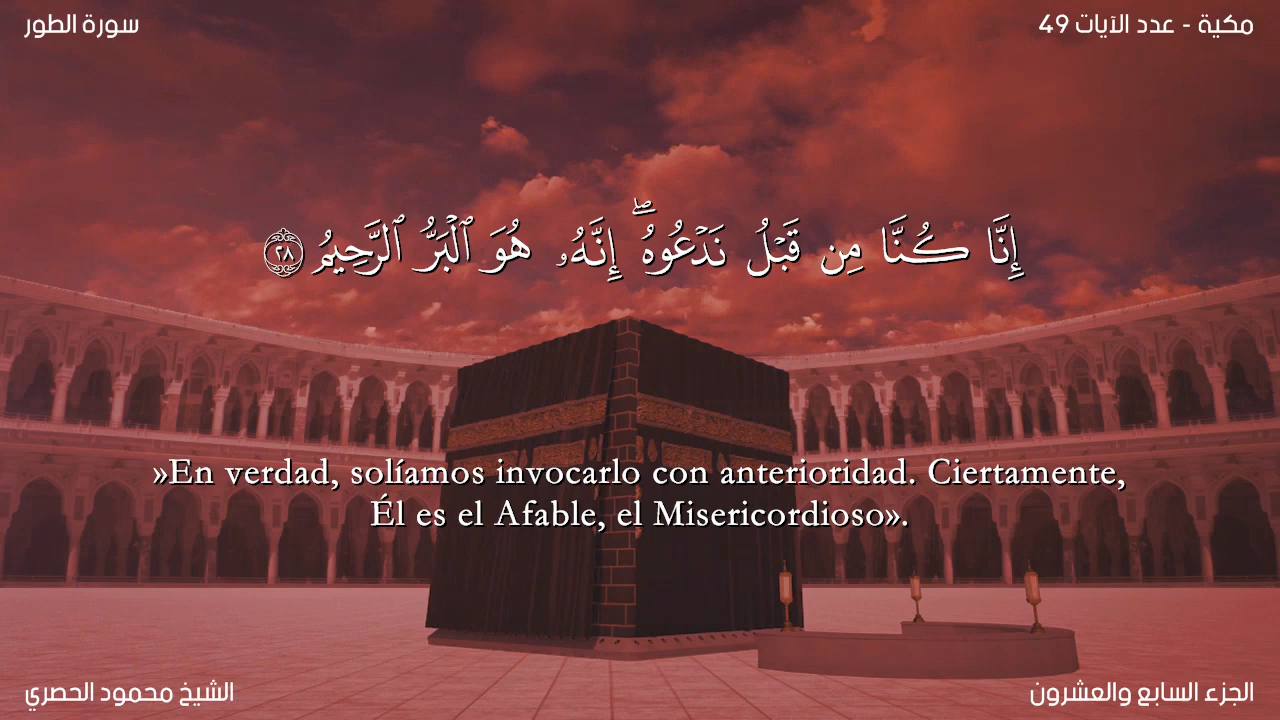 سورة الطور
مكية - عدد الآيات 49
إِنَّا كُنَّا مِن قَبْلُ نَدْعُوهُ ۖ إِنَّهُۥ هُوَ ٱلْبَرُّ ٱلرَّحِيمُ ٢٨
»En verdad, solíamos invocarlo con anterioridad. Ciertamente,
Él es el Afable, el Misericordioso».
الشيخ محمود الحصري
الجزء السابع والعشرون